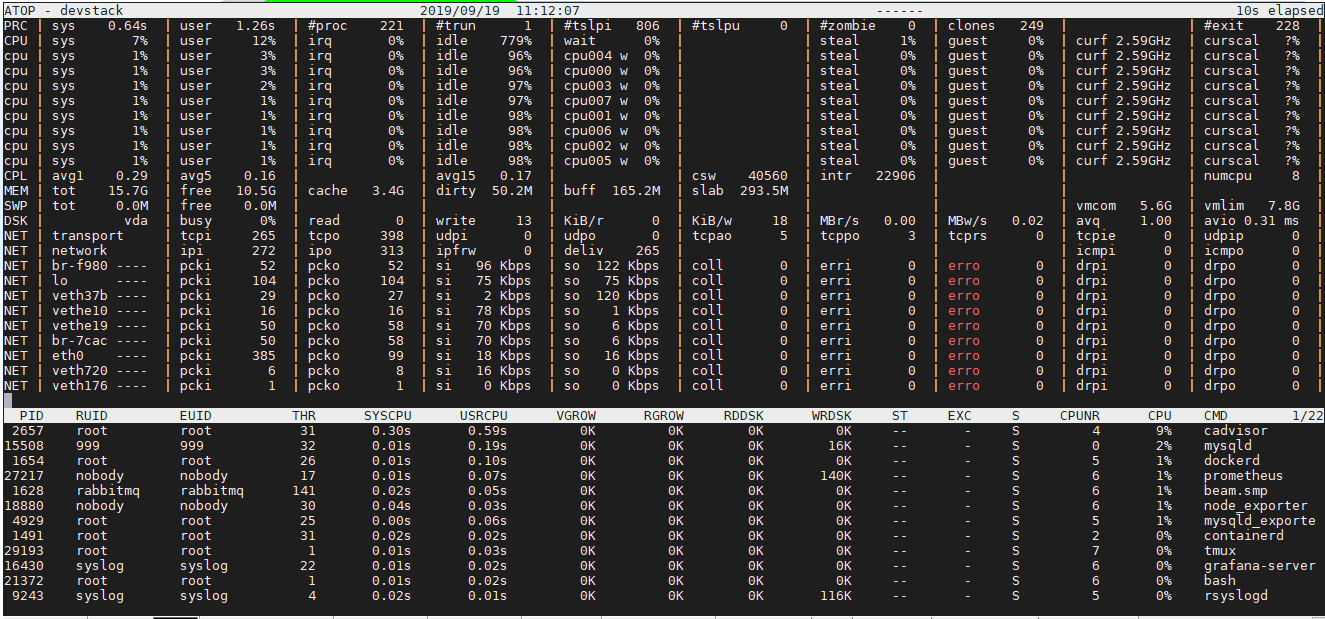 ATOP - devstack 2019/09/19 11:12:07 ------ 10s elapsed
PRC | sys 0.64s | user 1.26s | #proc 221 | #trun 1 | #tslpi 806 | #tslpu 0 | #zombie 0 | clones 249 | | #exit 228 |
CPU | sys 7% | user 12% | irq 0% | idle 779% | wait 0% | | steal 1% | guest 0% | curf 2.59GHz | curscal ?% |
cpu | sys 1% | user 3% | irq 0% | idle 96% | cpu004 w 0% | | steal 0% | guest 0% | curf 2.59GHz | curscal ?% |
cpu | sys 1% | user 3% | irq 0% | idle 96% | cpu000 w 0% | | steal 0% | guest 0% | curf 2.59GHz | curscal ?% |
cpu | sys 1% | user 2% | irq 0% | idle 97% | cpu003 w 0% | | steal 0% | guest 0% | curf 2.59GHz | curscal ?% |
cpu | sys 1% | user 1% | irq 0% | idle 97% | cpu007 w 0% | | steal 0% | guest 0% | curf 2.59GHz | curscal ?% |
cpu | sys 1% | user 1% | irq 0% | idle 98% | cpu001 w 0% | | steal 0% | guest 0% | curf 2.59GHz | curscal ?% |
cpu | sys 1% | user 1% | irq 0% | idle 98% | cpu006 w 0% | | steal 0% | guest 0% | curf 2.59GHz | curscal ?% |
cpu | sys 1% | user 1% | irq 0% | idle 98% | cpu002 w 0% | | steal 0% | guest 0% | curf 2.59GHz | curscal ?% |
cpu | sys 1% | user 1% | irq 0% | idle 98% | cpu005 w 0% | | steal 0% | guest 0% | curf 2.59GHz | curscal ?% |
CPL | avg1 0.29 | avg5 0.16 | | avg15 0.17 | | csw 40560 | intr 22906 | | | numcpu 8 |
MEM | tot 15.7G | free 10.5G | cache 3.4G | dirty 50.2M | buff 165.2M | slab 293.5M | | | | |
SWP | tot 0.0M | free 0.0M | | | | | | | vmcom 5.6G | vmlim 7.8G |
DSK | vda | busy 0% | read 0 | write 13 | KiB/r 0 | KiB/w 18 | MBr/s 0.00 | MBw/s 0.02 | avq 1.00 | avio 0.31 ms |
NET | transport | tcpi 265 | tcpo 398 | udpi 0 | udpo 0 | tcpao 5 | tcppo 3 | tcprs 0 | tcpie 0 | udpip 0 |
NET | network | ipi 272 | ipo 313 | ipfrw 0 | deliv 265 | | | | icmpi 0 | icmpo 0 |
NET | br-f980 ---- | pcki 52 | pcko 52 | si 96 Kbps | so 122 Kbps | coll 0 | erri 0 | erro 0 | drpi 0 | drpo 0 |
NET | lo ---- | pcki 104 | pcko 104 | si 75 Kbps | so 75 Kbps | coll 0 | erri 0 | erro 0 | drpi 0 | drpo 0 |
NET | veth37b ---- | pcki 29 | pcko 27 | si 2 Kbps | so 120 Kbps | coll 0 | erri 0 | erro 0 | drpi 0 | drpo 0 |
NET | vethe10 ---- | pcki 16 | pcko 16 | si 78 Kbps | so 1 Kbps | coll 0 | erri 0 | erro 0 | drpi 0 | drpo 0 |
NET | vethe19 ---- | pcki 50 | pcko 58 | si 70 Kbps | so 6 Kbps | coll 0 | erri 0 | erro 0 | drpi 0 | drpo 0 |
NET | br-7cac ---- | pcki 50 | pcko 58 | si 70 Kbps | so 6 Kbps | coll 0 | erri 0 | erro 0 | drpi 0 | drpo 0 |
NET | eth0 ---- | pcki 385 | pcko 99 | si 18 Kbps | so 16 Kbps | coll 0 | erri 0 | erro 0 | drpi 0 | drpo 0 |
NET | veth720 ---- | pcki 6 | pcko 8 | si 16 Kbps | so 0 Kbps | coll 0 | erri 0 | erro 0 | drpi 0 | drpo 0 |
NET | veth176 ---- | pcki 1 | pcko 1 | si 0 Kbps | so 0 Kbps | coll 0 | erri 0 | erro 0 | drpi 0 | drpo 0 |
PID RUID EUID THR SYSCPU USRCPU VGROW RGROW RDDSK WRDSK ST EXC S CPUNR CPU CMD 1/22
2657 root root 31 0.30s 0.59s 0K 0K 0K 0K -- - S 4 9% cadvisor
15508 999 999 32 0.01s 0.19s 0K 0K 0K 16K -- - S 0 2% mysqld
1654 root root 26 0.01s 0.10s 0K 0K 0K 0K -- - S 5 1% dockerd
27217 nobody nobody 17 0.01s 0.07s 0K 0K 0K 140K -- - S 6 1% prometheus
1628 rabbitmq rabbitmq 141 0.02s 0.05s 0K 0K 0K 0K -- - S 6 1% beam.smp
18880 nobody nobody 30 0.04s 0.03s 0K 0K 0K 0K -- - S 6 1% node_exporter
4929 root root 25 0.00s 0.06s 0K 0K 0K 0K -- - S 5 1% mysqld_exporte
1491 root root 31 0.02s 0.02s 0K 0K 0K 0K -- - S 2 0% containerd
29193 root root 1 0.01s 0.03s 0K 0K 0K 0K -- - S 7 0% tmux
16430 syslog syslog 22 0.01s 0.02s 0K 0K 0K 0K -- - S 6 0% grafana-server
21372 root root 1 0.01s 0.02s 0K 0K 0K 0K -- - S 6 0% bash
9243 syslog syslog 4 0.02s 0.01s 0K 0K 0K 116K -- - S 5 0% rsyslogd